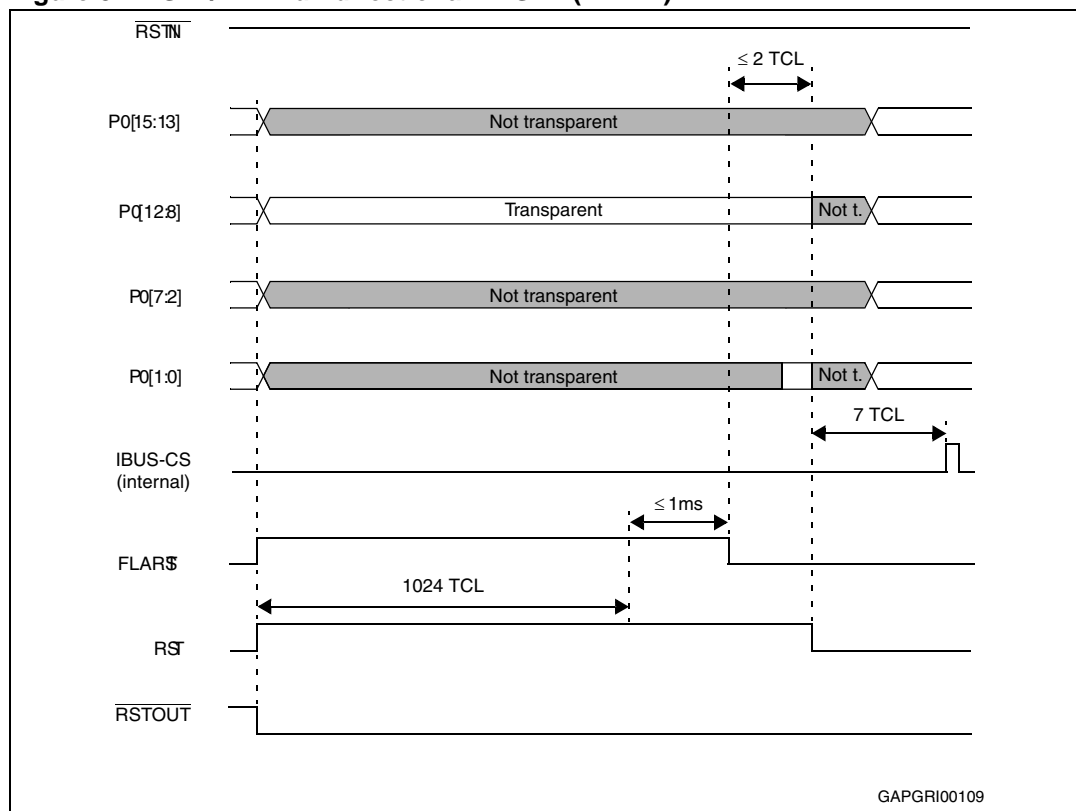 RSTIN
≤ 2 TCL
P0[15:13]
Not transparent
P0[12:8]
Transparent
Not t.
P0[7:2]
Not transparent
P0[1:0]
Not transparent
Not t.
7 TCL
IBUS-CS
(internal)
≤ 1ms
FLARST
1024 TCL
RST
RSTOUT
GAPGRI00109